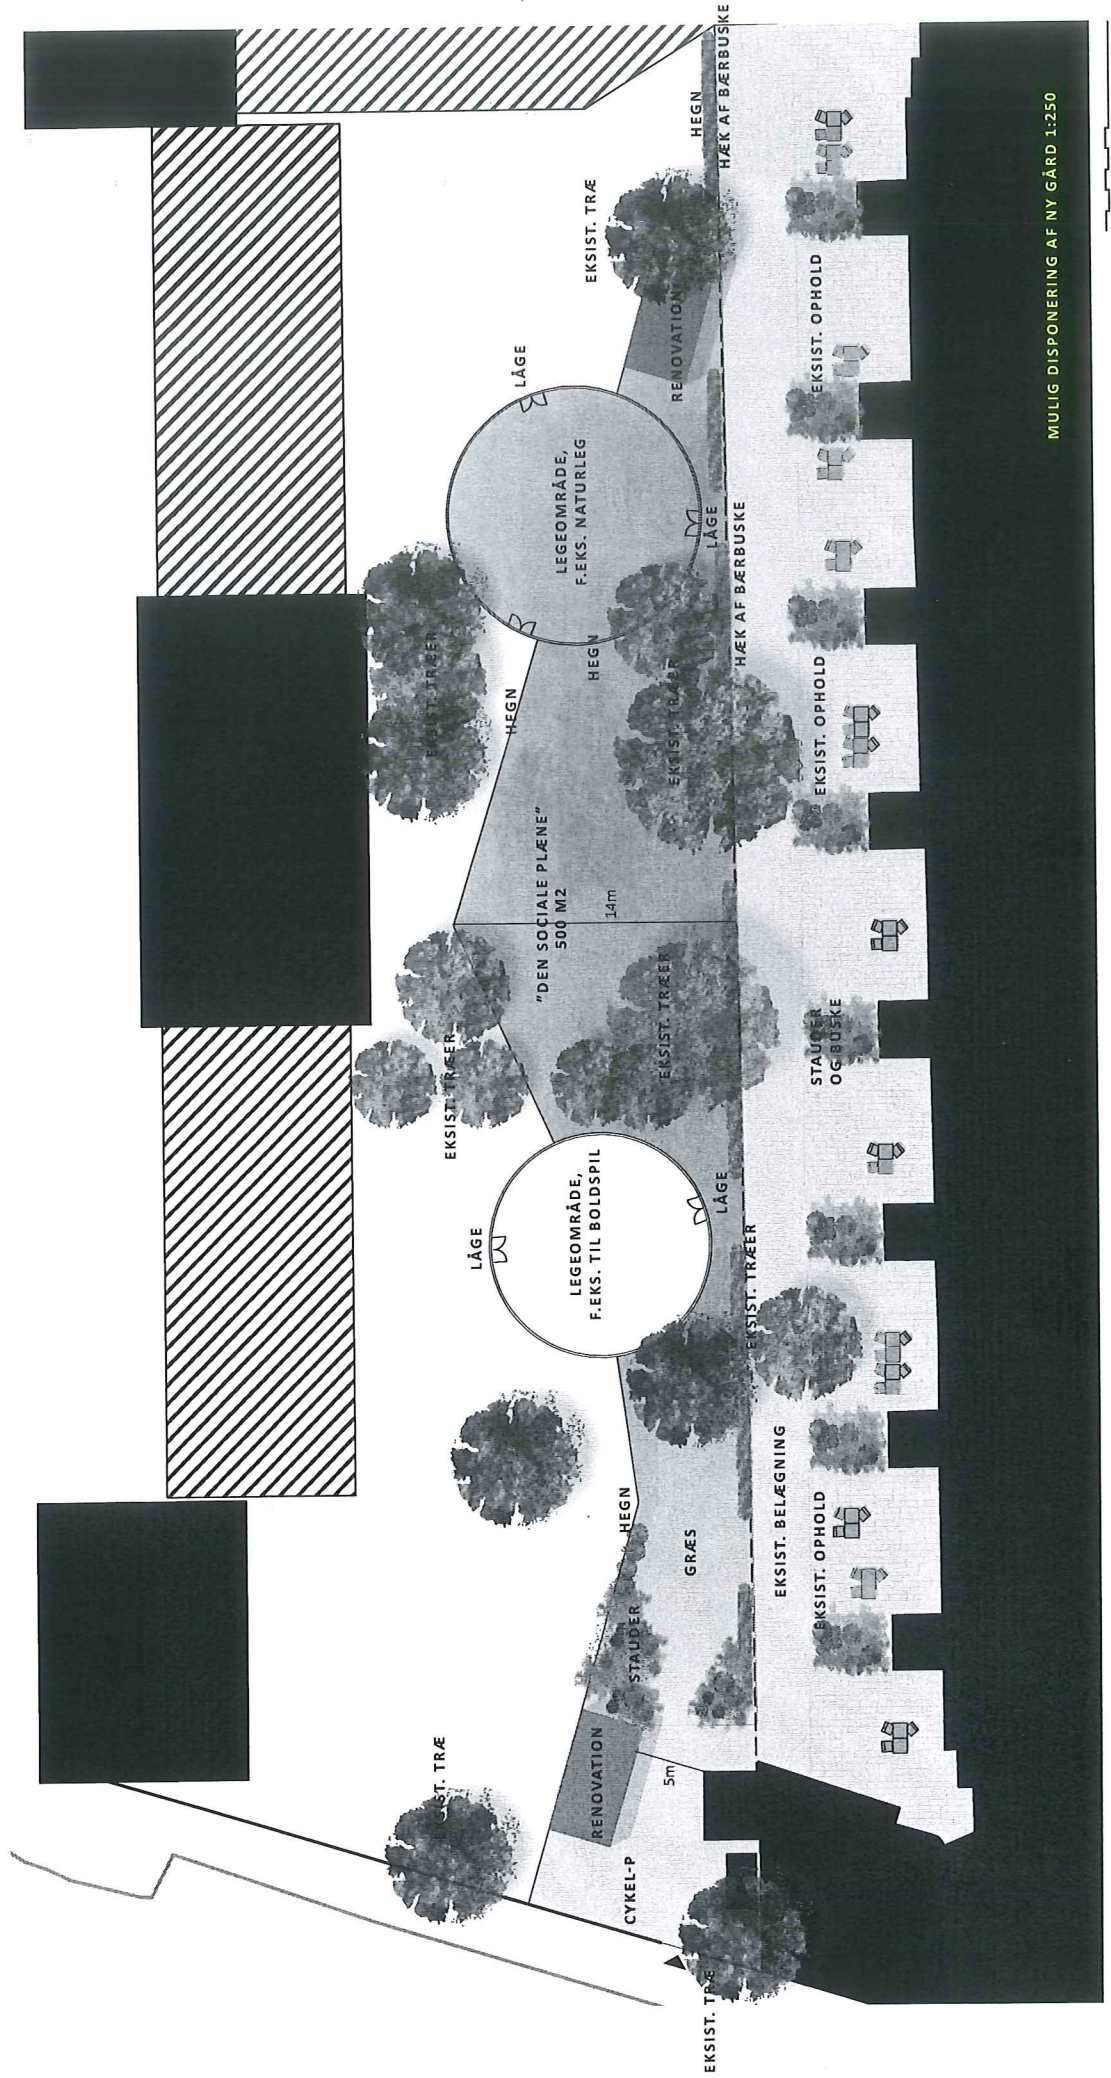 EKSIST. TRÆ
EKSIST. TRÆER
EKSIST. TRÆER
LÅGE
HEGN
LÅGE
"DEN SOCIALE PLÆNE"
500 M2
LEGEOMRÅDE,
F.EKS. NATURLEG
LEGEOMRÅDE,
F.EKS. TIL BOLDSPIL
EKSIST. TRÆ
HEGN
RENOVATION
14m
HEGN
CYKEL-P
STAUDER
EKSIST. TRÆER
EKSIST. TRÆER
5m
RENOVATION
GRÆS
HEGN
EKSIST. TRÆ
LÅGE
LÅGE
HÆK AF BÆRBUSKE
HÆK AF BÆRBUSKE
EKSIST. TRÆER
EKSIST. BELÆGNING
EKSIST. OPHOLD
STAUDER
OG BUSKE
EKSIST. OPHOLD
EKSIST. OPHOLD
MULIG DISPONERING AF NY GÅRD 1:250